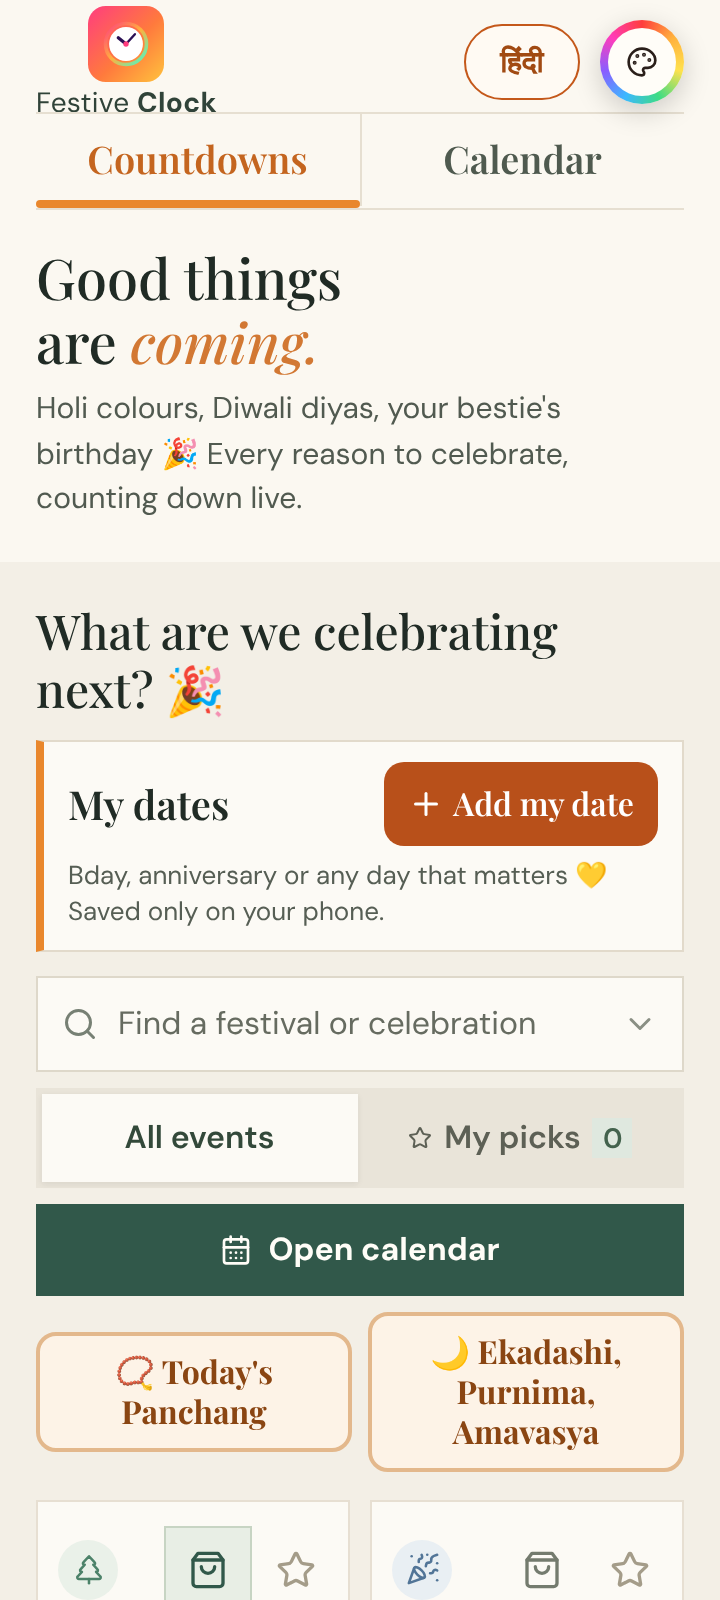 Festive Clock
हिंदी
Countdowns
Calendar
Good things
are coming.
Holi colours, Diwali diyas, your bestie's
birthday 🎉 Every reason to celebrate,
counting down live.
What are we celebrating
next? 🎉
My dates
+ Add my date
Bday, anniversary or any day that matters 💛
Saved only on your phone.
Find a festival or celebration
All events
My picks 0
Open calendar
📿 Today's
Panchang
🌙 Ekadashi,
Purnima,
Amavasya